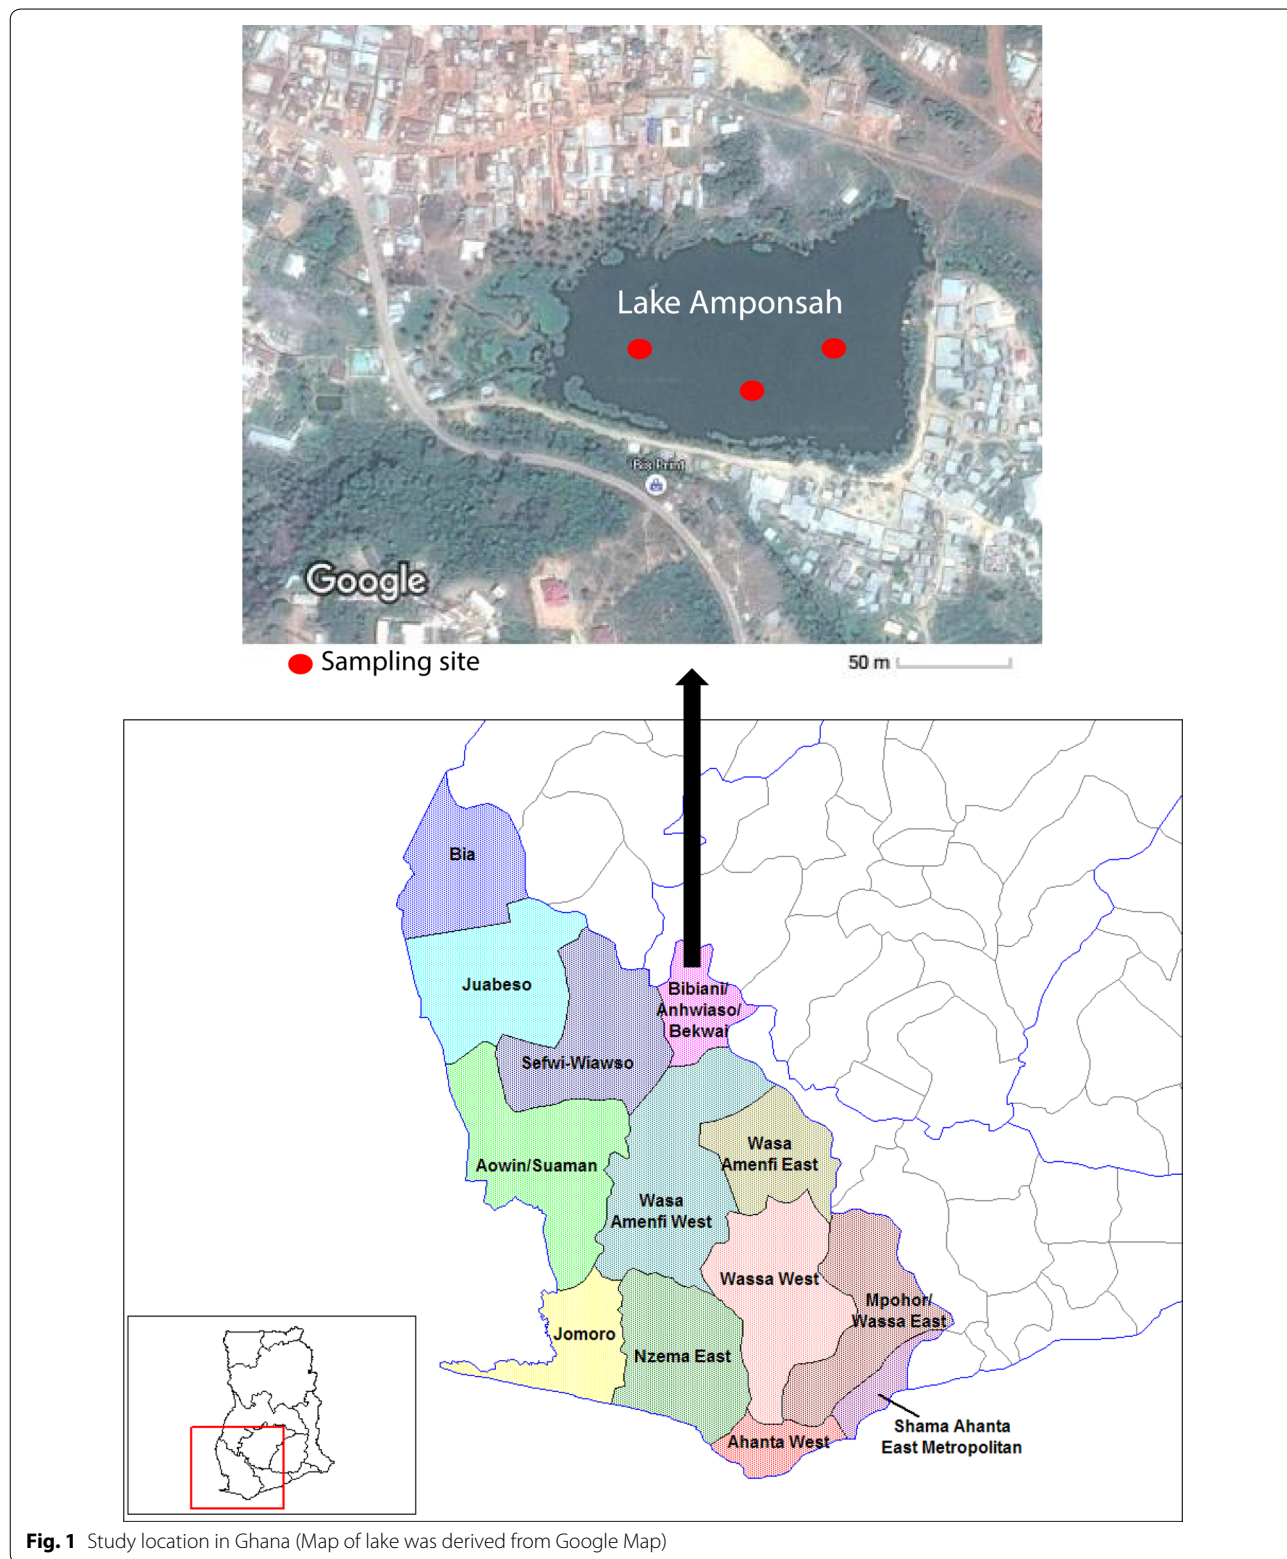 Lake Amponsah
Bix Print
Google
Sampling site
50 m
Bia
Juabeso
Bibiani/
Anhwiaso/
Bekwai
Sefwi-Wiawso
Wasa
Amenfi East
Aowin/Suaman
Wasa
Amenfi West
Wassa West
Mpohor/
Wassa East
Jomoro
Nzema East
Shama Ahanta
East Metropolitan
Ahanta West
Fig. 1 Study location in Ghana (Map of lake was derived from Google Map)